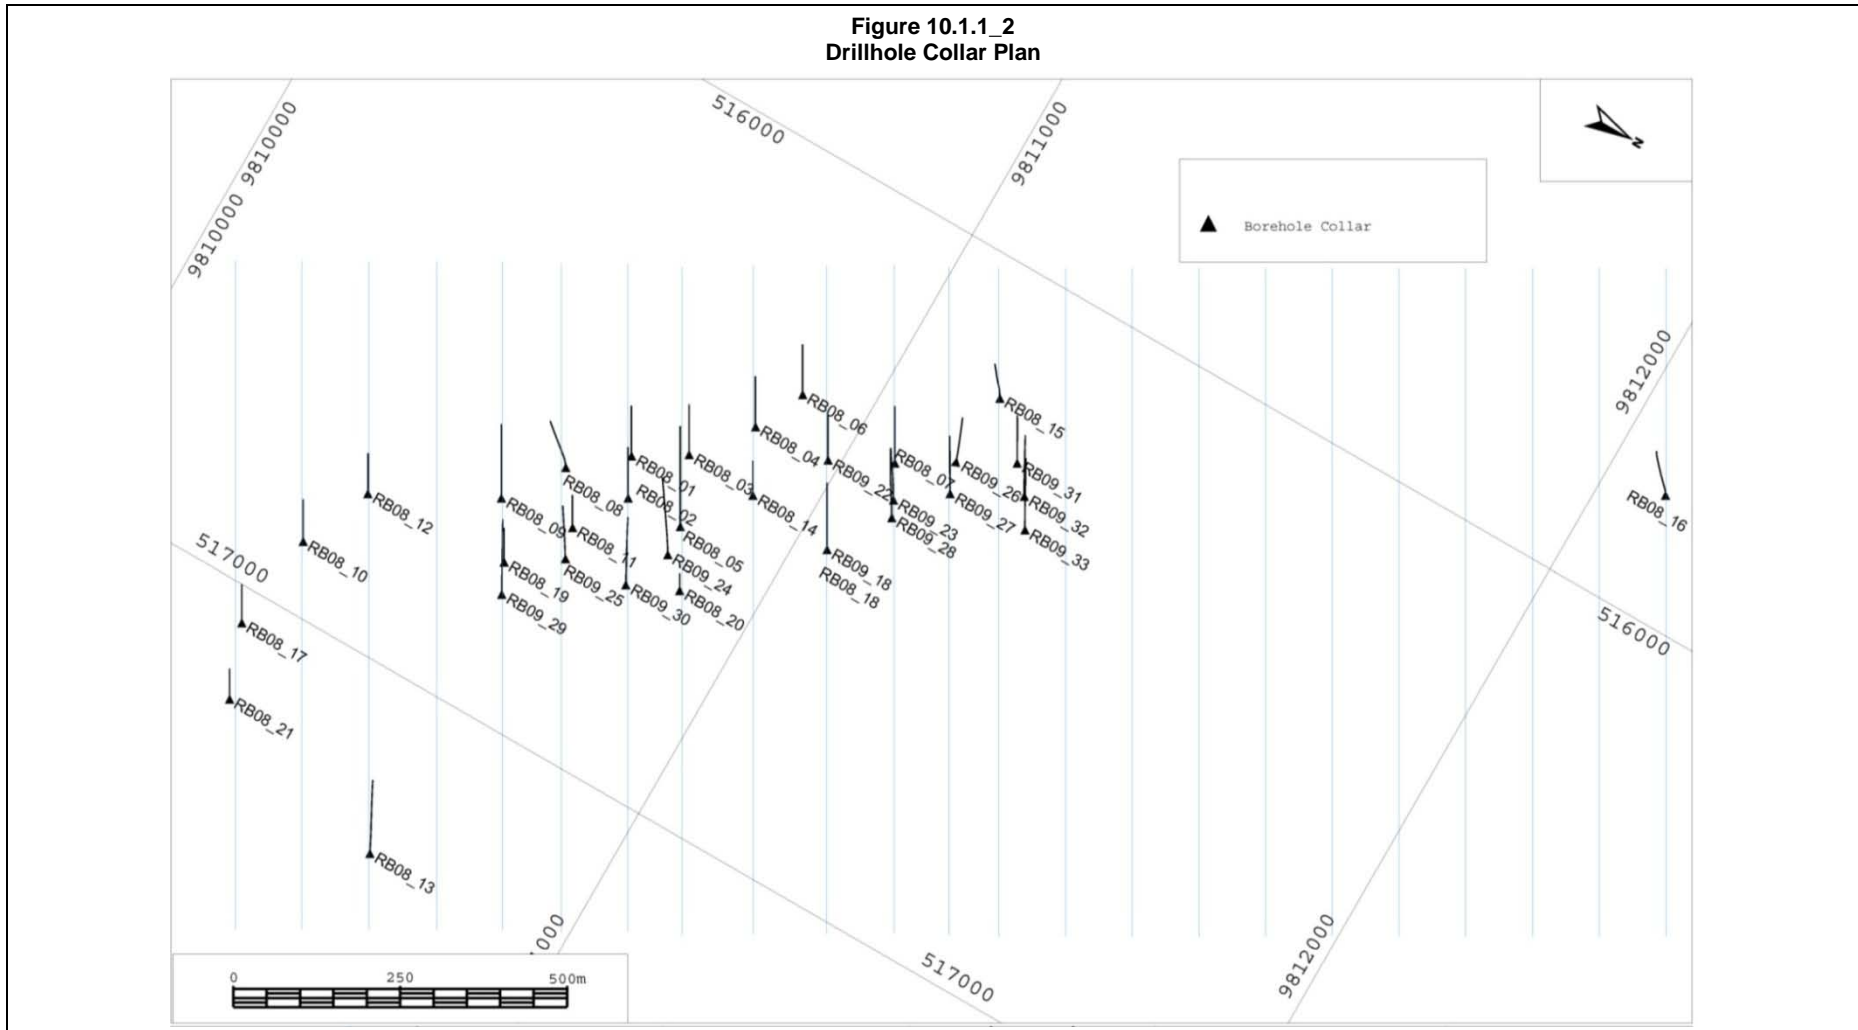 Figure 10.1.1_2
Drillhole Collar Plan
9810000
9810000
516000
9811000
N
Borehole Collar
9812000
RB08_06
RB08_15
RB08_04
RB08_01
RB08_03
RB09_22
RB08_07
RB09_26
RB09_31
RB08_08
RB08_02
RB08_14
RB09_27
RB09_32
RB08_16
RB08_12
RB08_09
RB08_11
RB08_05
RB09_23
RB09_28
RB09_33
RB08_10
517000
RB08_19
RB09_25
RB09_24
RB09_18
RB08_18
RB09_29
RB09_30
RB08_20
516000
RB08_17
RB08_21
RB08_13
000
517000
9812000
0 250 500m